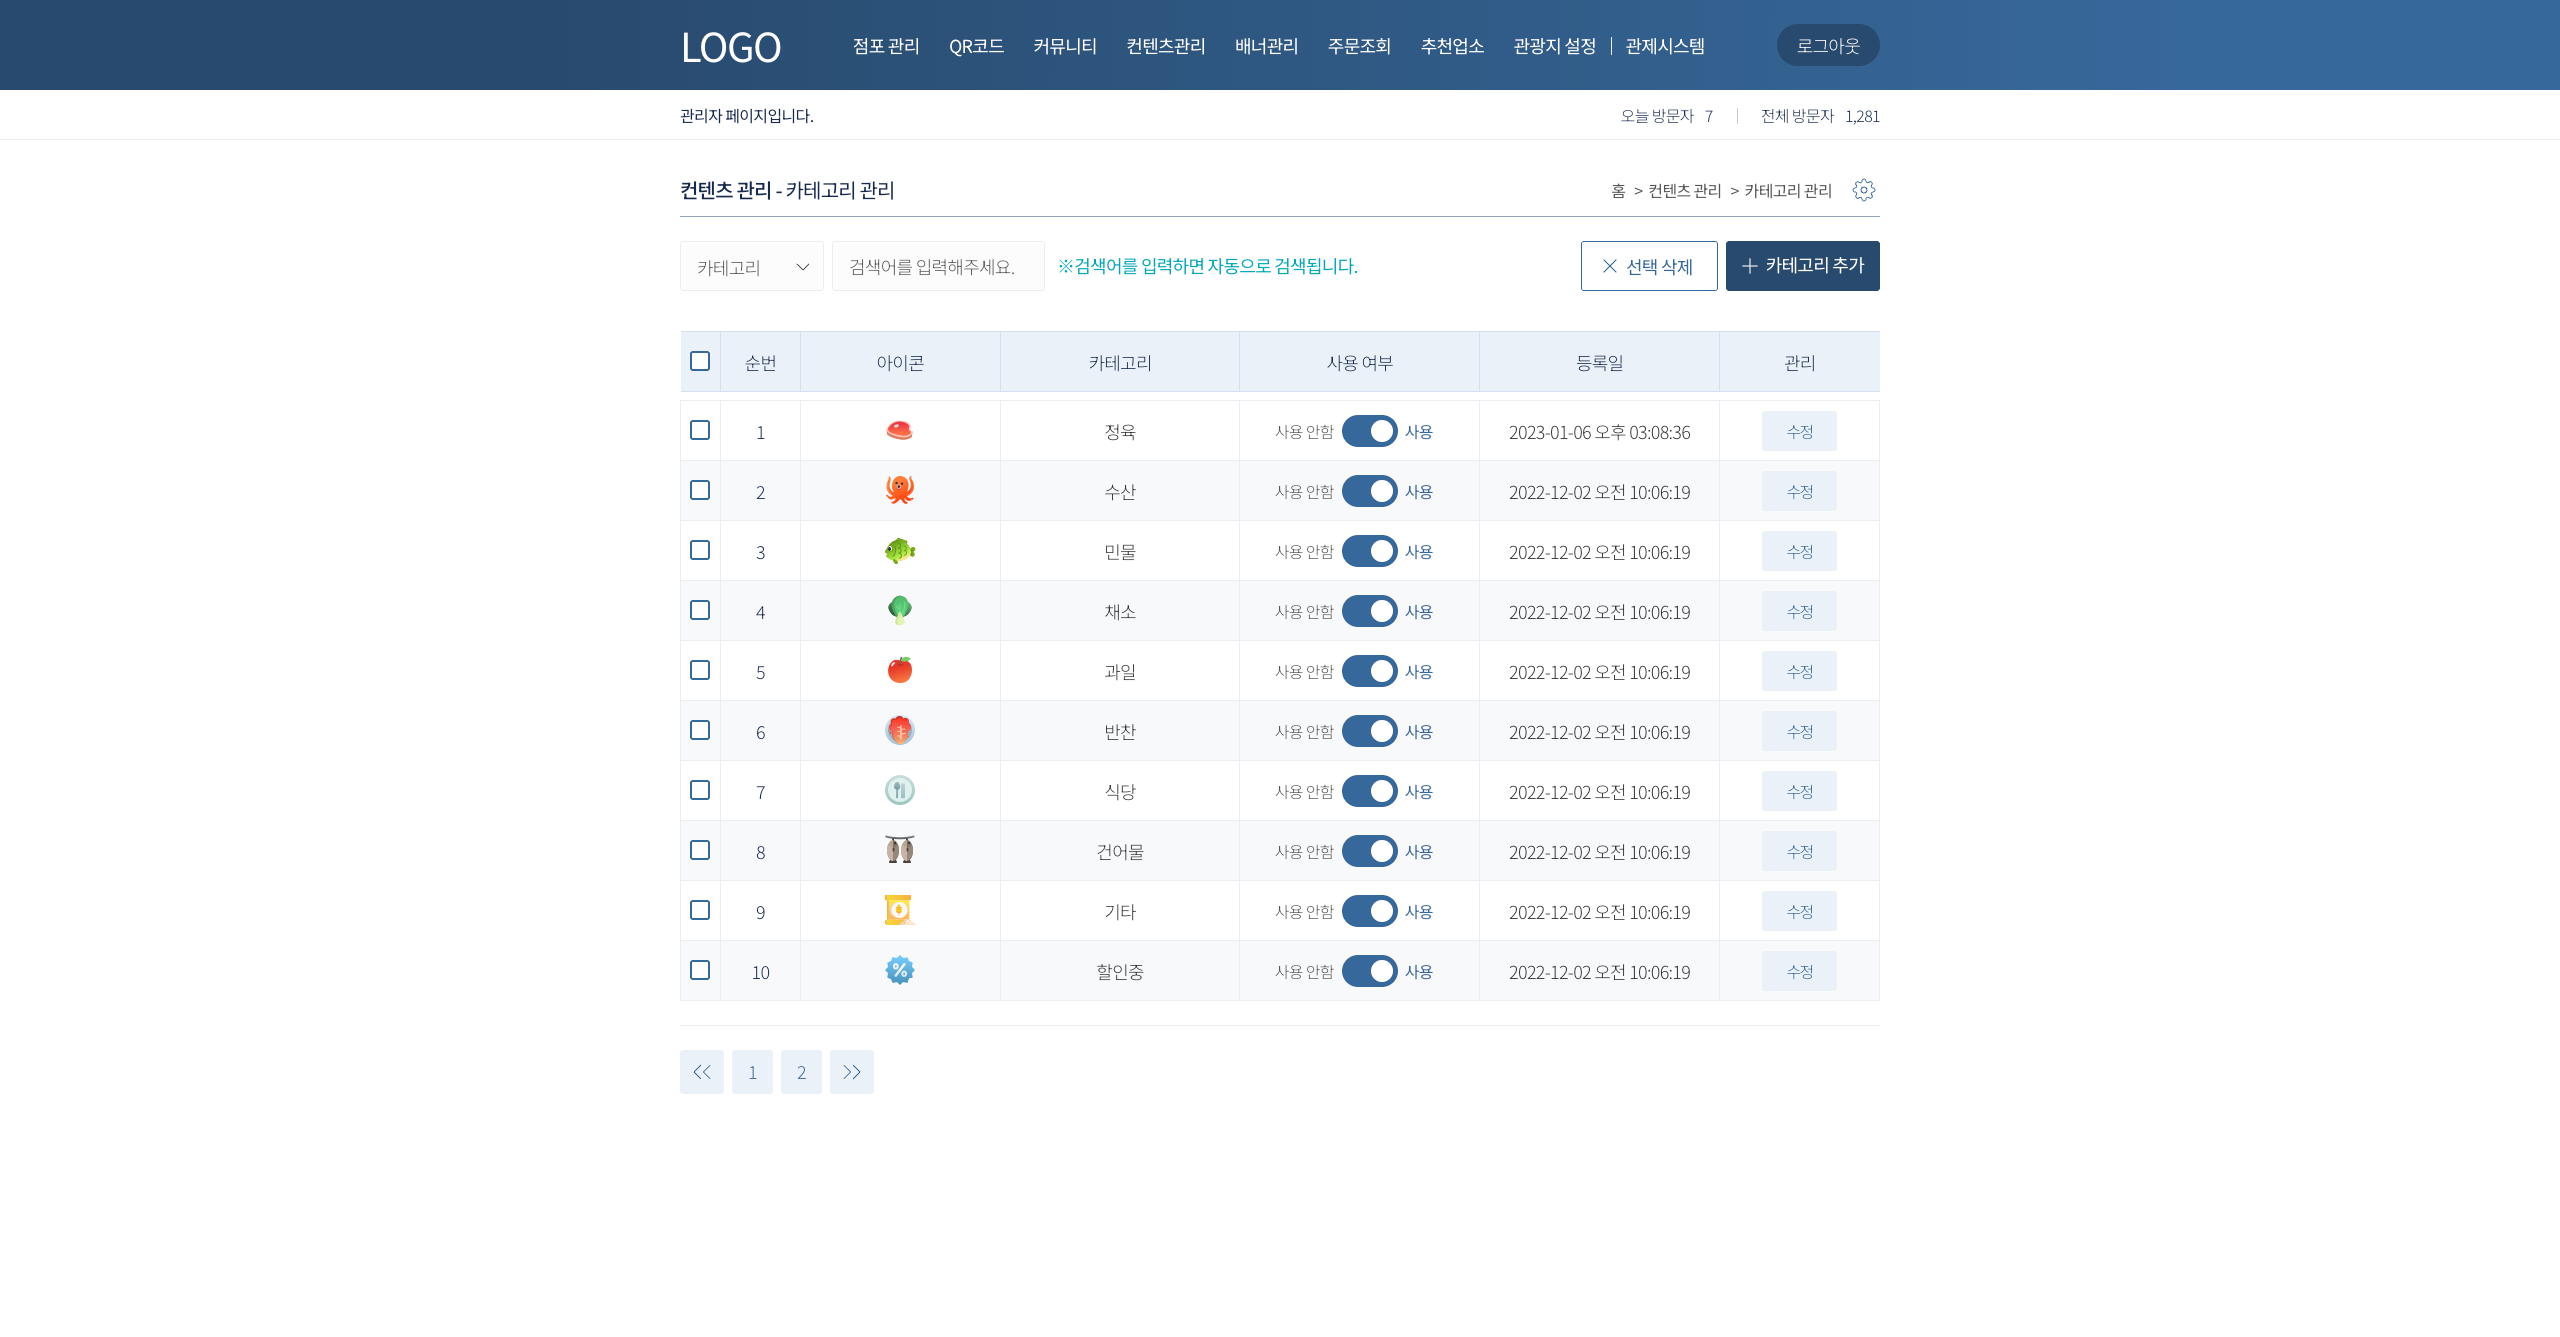 LOGO 점포 관리 QR코드 커뮤니티 컨텐츠관리 배너관리 주문조회 추천업소 관광지 설정 관제시스템 로그아웃
관리자 페이지입니다. 오늘 방문자 7 전체 방문자 1,281
컨텐츠 관리 - 카테고리 관리 홈 > 컨텐츠 관리 > 카테고리 관리
카테고리 검색어를 입력해주세요. ※검색어를 입력하면 자동으로 검색됩니다. 선택 삭제 카테고리 추가
순번 아이콘 카테고리 사용 여부 등록일 관리
1 정육 사용 안함 사용 2023-01-06 오후 03:08:36 수정
2 수산 사용 안함 사용 2022-12-02 오전 10:06:19 수정
3 민물 사용 안함 사용 2022-12-02 오전 10:06:19 수정
4 채소 사용 안함 사용 2022-12-02 오전 10:06:19 수정
5 과일 사용 안함 사용 2022-12-02 오전 10:06:19 수정
6 반찬 사용 안함 사용 2022-12-02 오전 10:06:19 수정
7 식당 사용 안함 사용 2022-12-02 오전 10:06:19 수정
8 건어물 사용 안함 사용 2022-12-02 오전 10:06:19 수정
9 기타 사용 안함 사용 2022-12-02 오전 10:06:19 수정
10 % 할인중 사용 안함 사용 2022-12-02 오전 10:06:19 수정
1 2